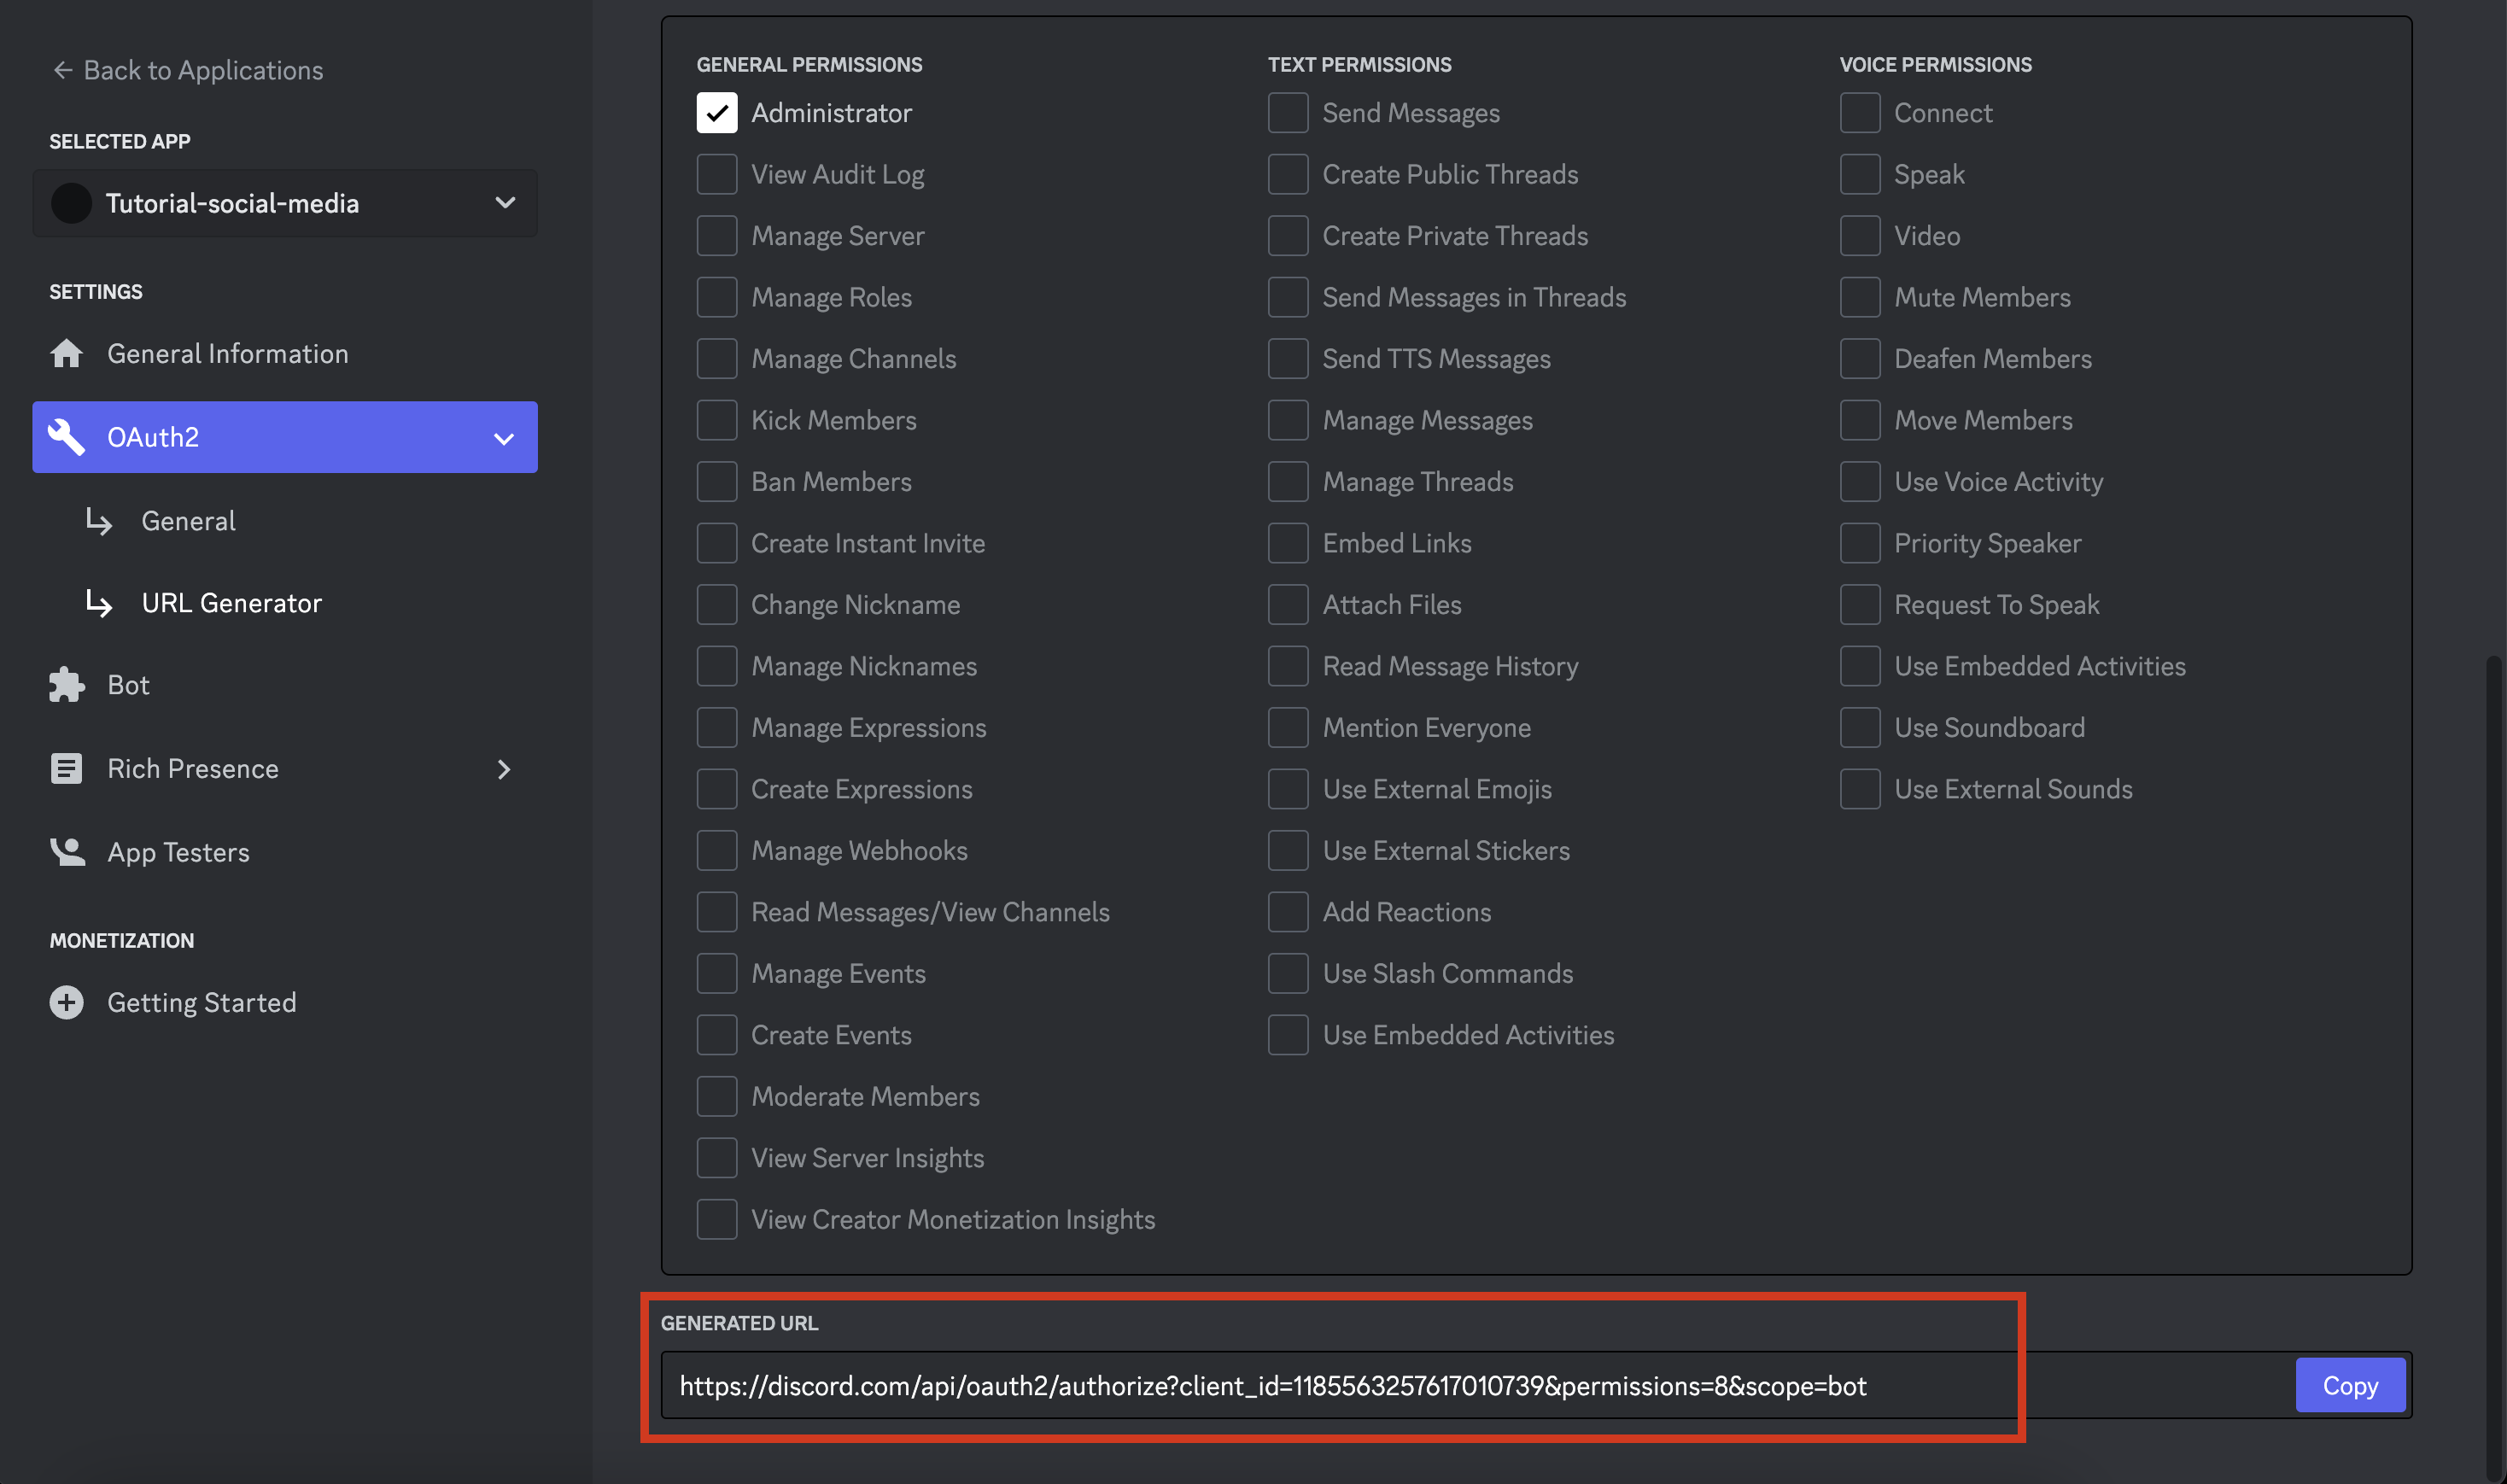 Back to Applications
SELECTED APP
Tutorial-social-media
SETTINGS
General Information
OAuth2
General
URL Generator
Bot
Rich Presence
App Testers
MONETIZATION
Getting Started
GENERAL PERMISSIONS
Administrator
View Audit Log
Manage Server
Manage Roles
Manage Channels
Kick Members
Ban Members
Create Instant Invite
Change Nickname
Manage Nicknames
Manage Expressions
Create Expressions
Manage Webhooks
Read Messages/View Channels
Manage Events
Create Events
Moderate Members
View Server Insights
View Creator Monetization Insights
TEXT PERMISSIONS
Send Messages
Create Public Threads
Create Private Threads
Send Messages in Threads
Send TTS Messages
Manage Messages
Manage Threads
Embed Links
Attach Files
Read Message History
Mention Everyone
Use External Emojis
Use External Stickers
Add Reactions
Use Slash Commands
Use Embedded Activities
VOICE PERMISSIONS
Connect
Speak
Video
Mute Members
Deafen Members
Move Members
Use Voice Activity
Priority Speaker
Request To Speak
Use Embedded Activities
Use Soundboard
Use External Sounds
GENERATED URL
https://discord.com/api/oauth2/authorize?client_id=1185563257617010739&permissions=8&scope=bot
Copy